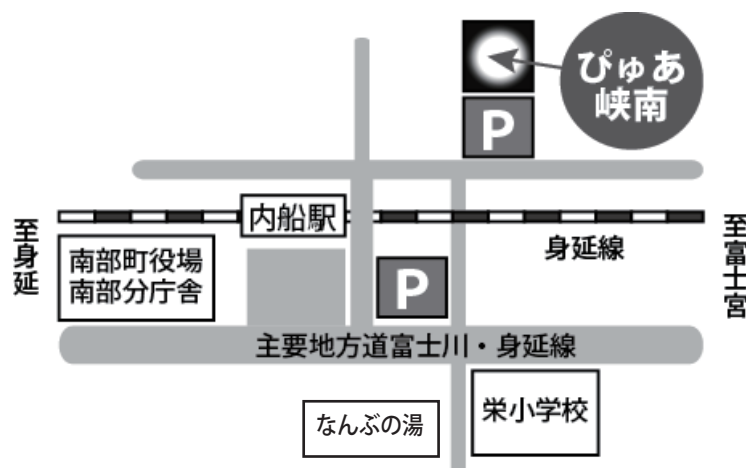 ぴゅあ
峡南
P
内船駅
至身延
身延線
至富士宮
南部町役場
南部分庁舎
P
主要地方道富士川・身延線
なんぶの湯
栄小学校